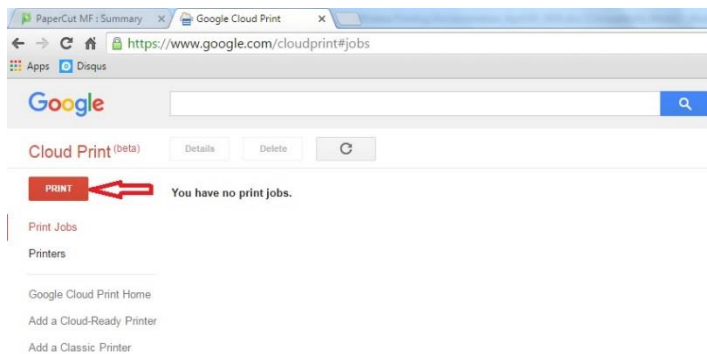 PaperCut MF : Summary Google Cloud Print
https://www.google.com/cloudprint#jobs
Apps Disqus
Google
Cloud Print (beta) Details Delete
PRINT You have no print jobs.
Print Jobs
Printers
Google Cloud Print Home
Add a Cloud-Ready Printer
Add a Classic Printer